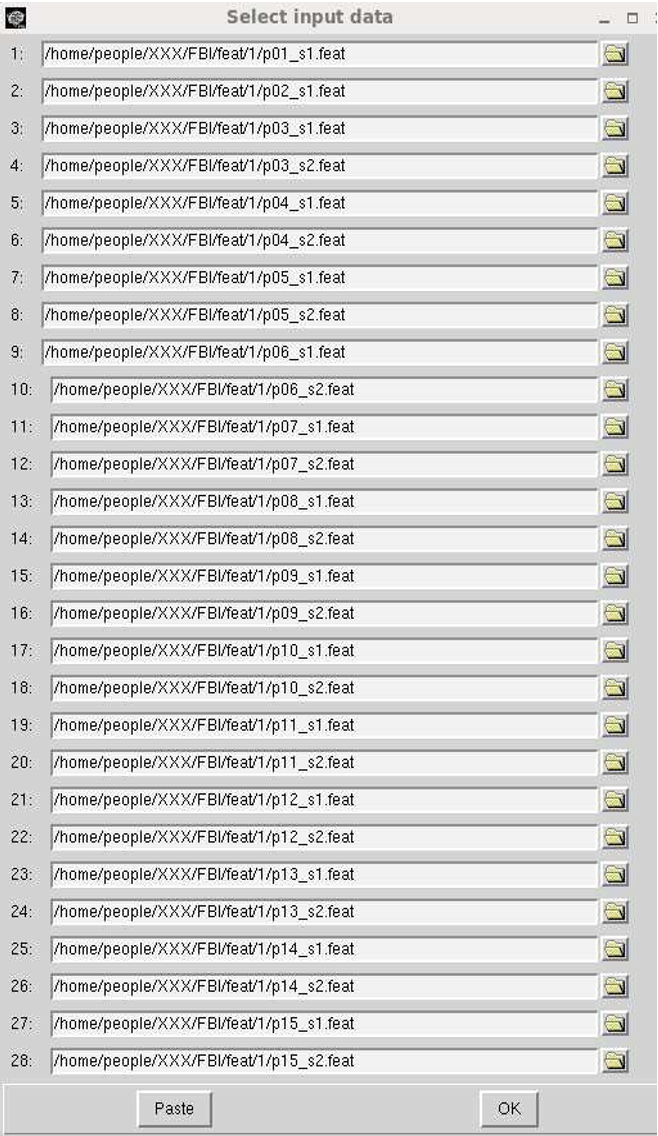 Select input data
1: /home/people/XXX/FBI/feat/1/p01_s1.feat
2: /home/people/XXX/FBI/feat/1/p02_s1.feat
3: /home/people/XXX/FBI/feat/1/p03_s1.feat
4: /home/people/XXX/FBI/feat/1/p03_s2.feat
5: /home/people/XXX/FBI/feat/1/p04_s1.feat
6: /home/people/XXX/FBI/feat/1/p04_s2.feat
7: /home/people/XXX/FBI/feat/1/p05_s1.feat
8: /home/people/XXX/FBI/feat/1/p05_s2.feat
9: /home/people/XXX/FBI/feat/1/p06_s1.feat
10: /home/people/XXX/FBI/feat/1/p06_s2.feat
11: /home/people/XXX/FBI/feat/1/p07_s1.feat
12: /home/people/XXX/FBI/feat/1/p07_s2.feat
13: /home/people/XXX/FBI/feat/1/p08_s1.feat
14: /home/people/XXX/FBI/feat/1/p08_s2.feat
15: /home/people/XXX/FBI/feat/1/p09_s1.feat
16: /home/people/XXX/FBI/feat/1/p09_s2.feat
17: /home/people/XXX/FBI/feat/1/p10_s1.feat
18: /home/people/XXX/FBI/feat/1/p10_s2.feat
19: /home/people/XXX/FBI/feat/1/p11_s1.feat
20: /home/people/XXX/FBI/feat/1/p11_s2.feat
21: /home/people/XXX/FBI/feat/1/p12_s1.feat
22: /home/people/XXX/FBI/feat/1/p12_s2.feat
23: /home/people/XXX/FBI/feat/1/p13_s1.feat
24: /home/people/XXX/FBI/feat/1/p13_s2.feat
25: /home/people/XXX/FBI/feat/1/p14_s1.feat
26: /home/people/XXX/FBI/feat/1/p14_s2.feat
27: /home/people/XXX/FBI/feat/1/p15_s1.feat
28: /home/people/XXX/FBI/feat/1/p15_s2.feat
Paste OK